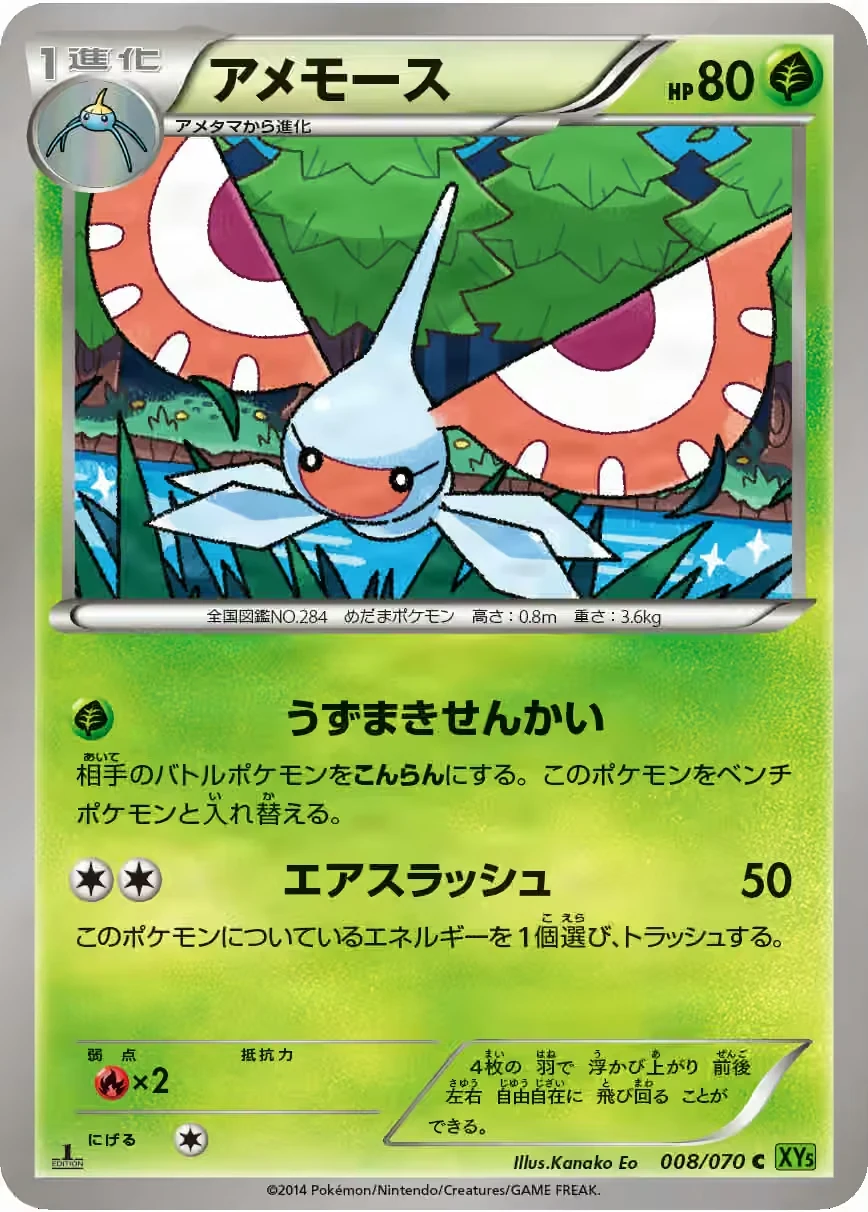 1進化
アメモース
HP80
アメタマから進化
全国図鑑NO.284 めだまポケモン 高さ:0.8m 重さ:3.6kg
うずまきせんかい
相手のバトルポケモンをこんらんにする。このポケモンをベンチ
ポケモンと入れ替える。
エアスラッシュ 50
このポケモンについているエネルギーを1個選び、トラッシュする。
弱点 抵抗力
×2
にげる
4枚の 羽で 浮かび上がり 前後
左右 自由自在に 飛び回る ことが
できる。
1 EDITION
Illus.Kanako Eo 008/070 C XY5
©2014 Pokémon/Nintendo/Creatures/GAME FREAK.